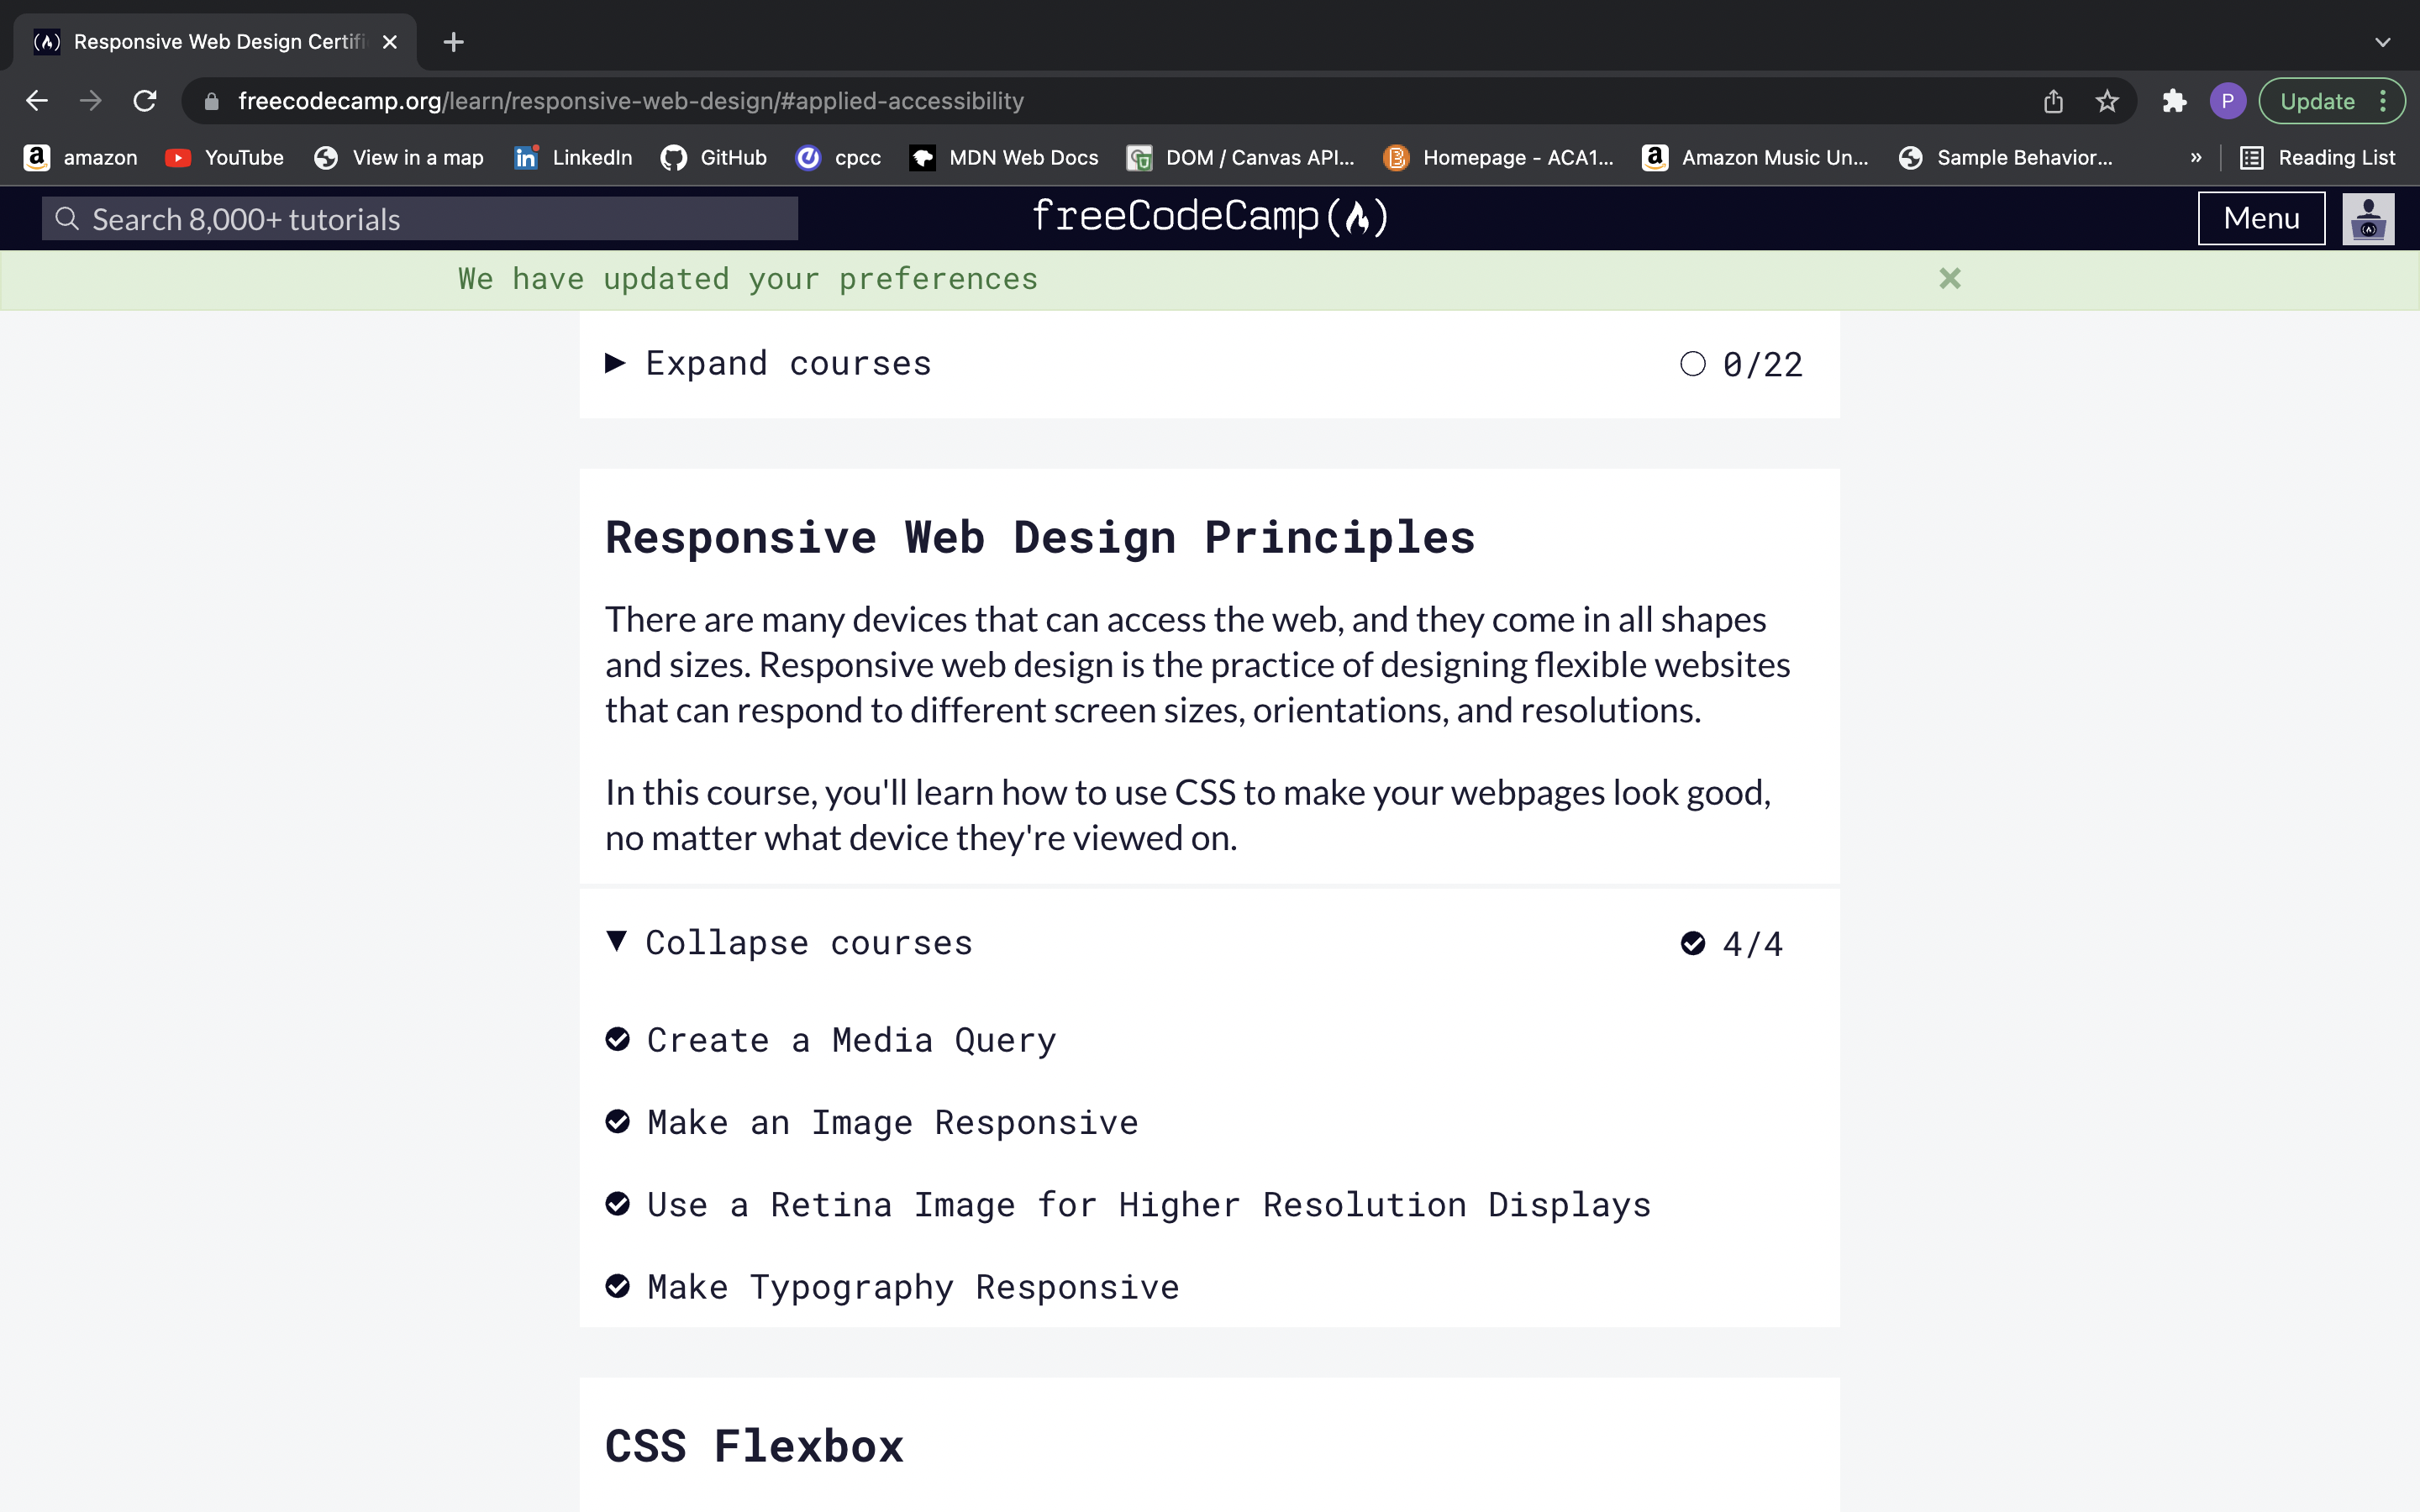 Responsive Web Design Certifi
freecodecamp.org/learn/responsive-web-design/#applied-accessibility
P
Update
amazon
YouTube
View in a map
LinkedIn
GitHub
cpcc
MDN Web Docs
DOM / Canvas API...
Homepage - ACA1...
Amazon Music Un...
Sample Behavior...
»
Reading List
Search 8,000+ tutorials
freeCodeCamp
Menu
We have updated your preferences
Expand courses
0/22
Responsive Web Design Principles
There are many devices that can access the web, and they come in all shapes
and sizes. Responsive web design is the practice of designing flexible websites
that can respond to different screen sizes, orientations, and resolutions.
In this course, you'll learn how to use CSS to make your webpages look good,
no matter what device they're viewed on.
Collapse courses
4/4
Create a Media Query
Make an Image Responsive
Use a Retina Image for Higher Resolution Displays
Make Typography Responsive
CSS Flexbox